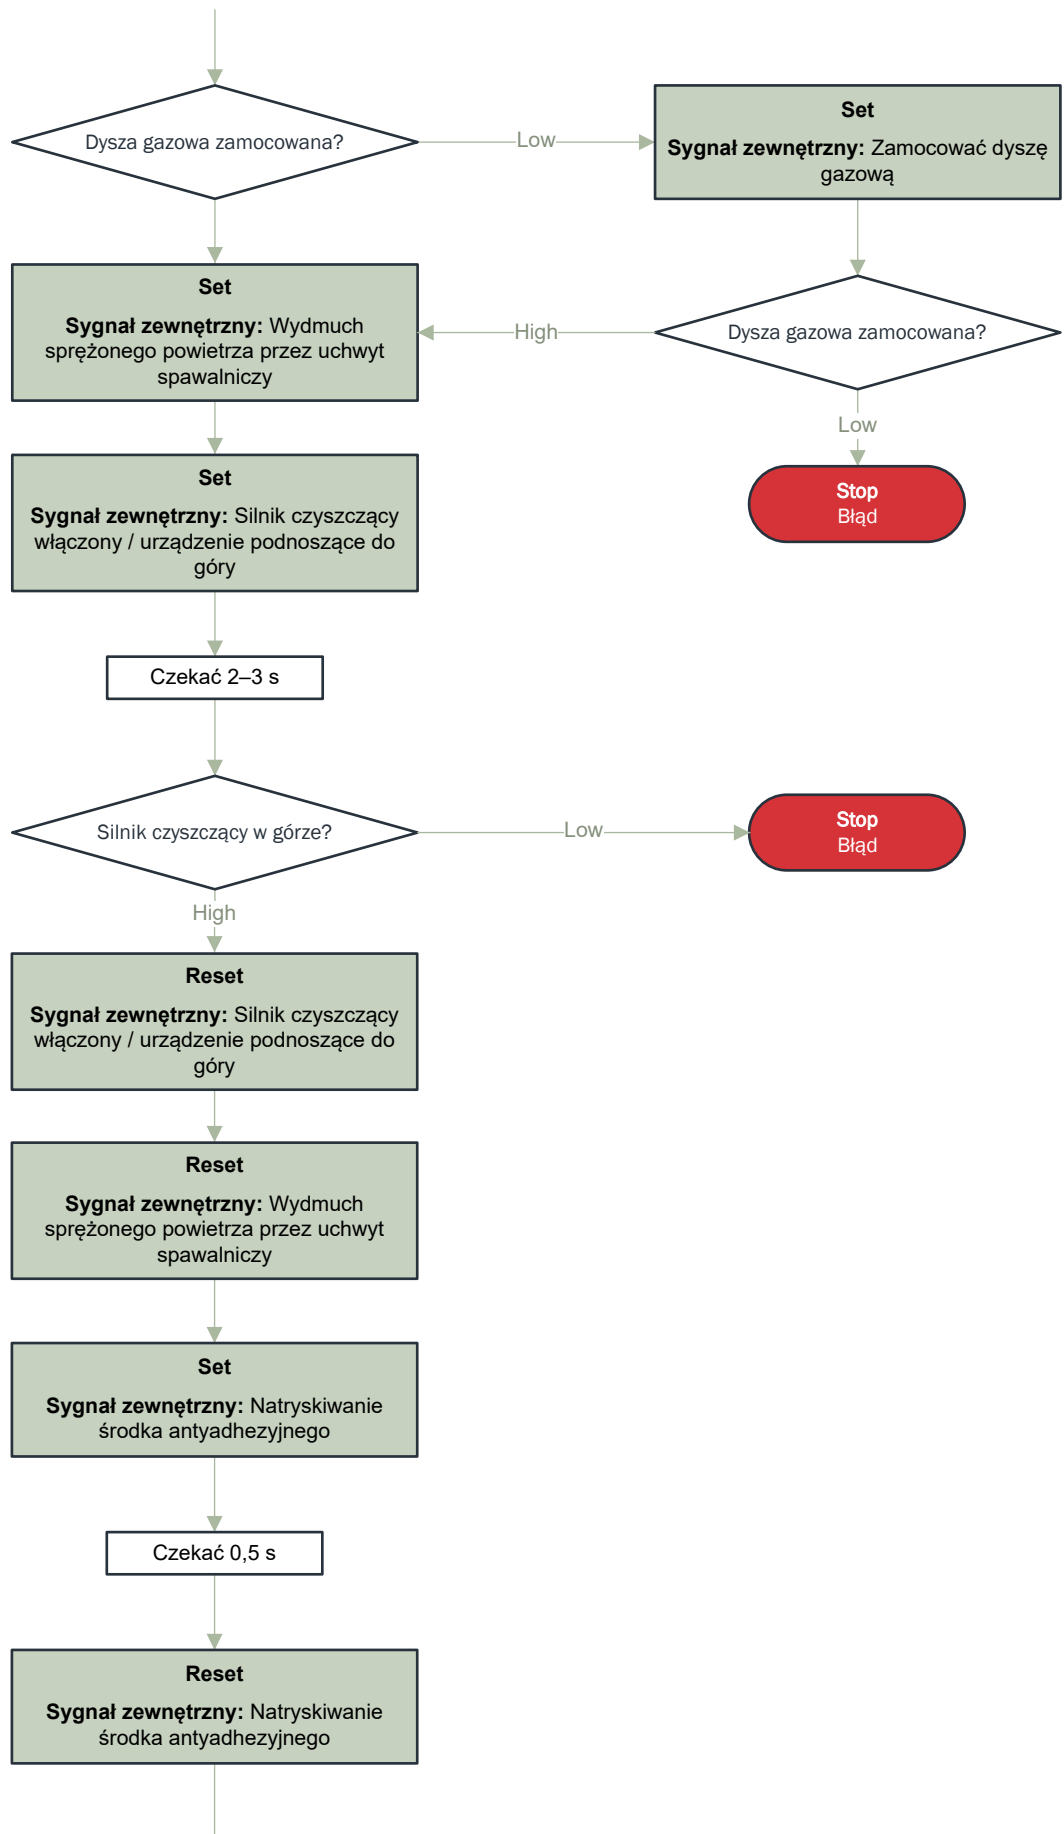 Dysza gazowa zamocowana?
Low
Set
Sygnał zewnętrzny: Zamocować dyszę
gazową
Set
Sygnał zewnętrzny: Wydmuch
sprężonego powietrza przez uchwyt
spawalniczy
High
Dysza gazowa zamocowana?
Low
Stop
Błąd
Set
Sygnał zewnętrzny: Silnik czyszczący
włączony / urządzenie podnoszące do
góry
Czekać 2–3 s
Silnik czyszczący w górze?
Low
Stop
Błąd
High
Reset
Sygnał zewnętrzny: Silnik czyszczący
włączony / urządzenie podnoszące do
góry
Reset
Sygnał zewnętrzny: Wydmuch
sprężonego powietrza przez uchwyt
spawalniczy
Set
Sygnał zewnętrzny: Natryskiwanie
środka antyadhezyjnego
Czekać 0,5 s
Reset
Sygnał zewnętrzny: Natryskiwanie
środka antyadhezyjnego